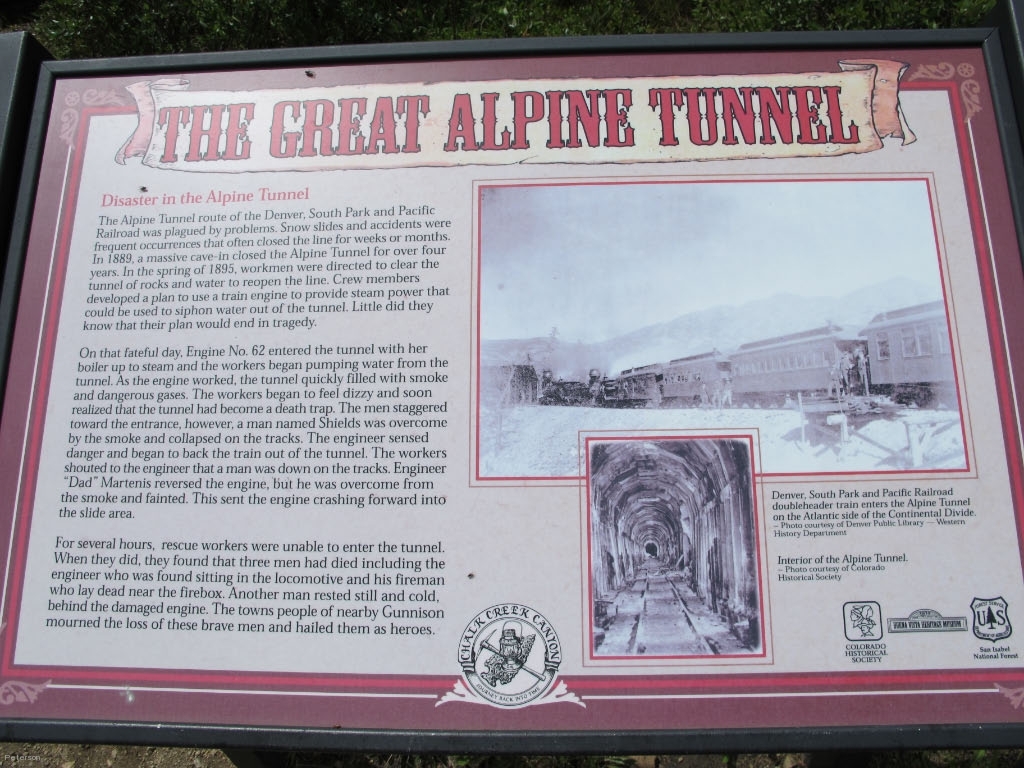 THE GREAT ALPINE TUNNEL
Disaster in the Alpine Tunnel
The Alpine Tunnel route of the Denver, South Park and Pacific
Railroad was plagued by problems. Snow slides and accidents were
frequent occurrences that often closed the line for weeks or months.
In 1889, a massive cave-in closed the Alpine Tunnel for over four
years. In the spring of 1895, workmen were directed to clear the
tunnel of rocks and water to reopen the line. Crew members
developed a plan to use a train engine to provide steam power that
could be used to siphon water out of the tunnel. Little did they
know that their plan would end in tragedy.
On that fateful day, Engine No. 62 entered the tunnel with her
boiler up to steam and the workers began pumping water from the
tunnel. As the engine worked, the tunnel quickly filled with smoke
and dangerous gases. The workers began to feel dizzy and soon
realized that the tunnel had become a death trap. The men staggered
toward the entrance, however, a man named Shields was overcome
by the smoke and collapsed on the tracks. The engineer sensed
danger and began to back the train out of the tunnel. The workers
shouted to the engineer that a man was down on the tracks. Engineer
"Dad" Martenis reversed the engine, but he was overcome from
the smoke and fainted. This sent the engine crashing forward into
the slide area.
For several hours, rescue workers were unable to enter the tunnel.
When they did, they found that three men had died including the
engineer who was found sitting in the locomotive and his fireman
who lay dead near the firebox. Another man rested still and cold,
behind the damaged engine. The towns people of nearby Gunnison
mourned the loss of these brave men and hailed them as heroes.
Denver, South Park and Pacific Railroad
doubleheader train enters the Alpine Tunnel
on the Atlantic side of the Continental Divide.
– Photo courtesy of Denver Public Library — Western
History Department
Interior of the Alpine Tunnel.
– Photo courtesy of Colorado
Historical Society
CHALK CREEK CANYON
JOURNEY BACK INTO TIME
COLORADO
HISTORICAL
SOCIETY
BUENA VISTA HERITAGE MUSEUM
FOREST SERVICE
UAS
DEPARTMENT OF AGRICULTURE
San Isabel
National Forest
Peterson